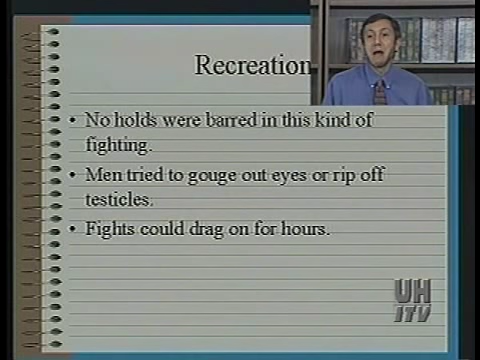 Recreation
• No holds were barred in this kind of
fighting.
• Men tried to gouge out eyes or rip off
testicles.
• Fights could drag on for hours.
UH
ITV